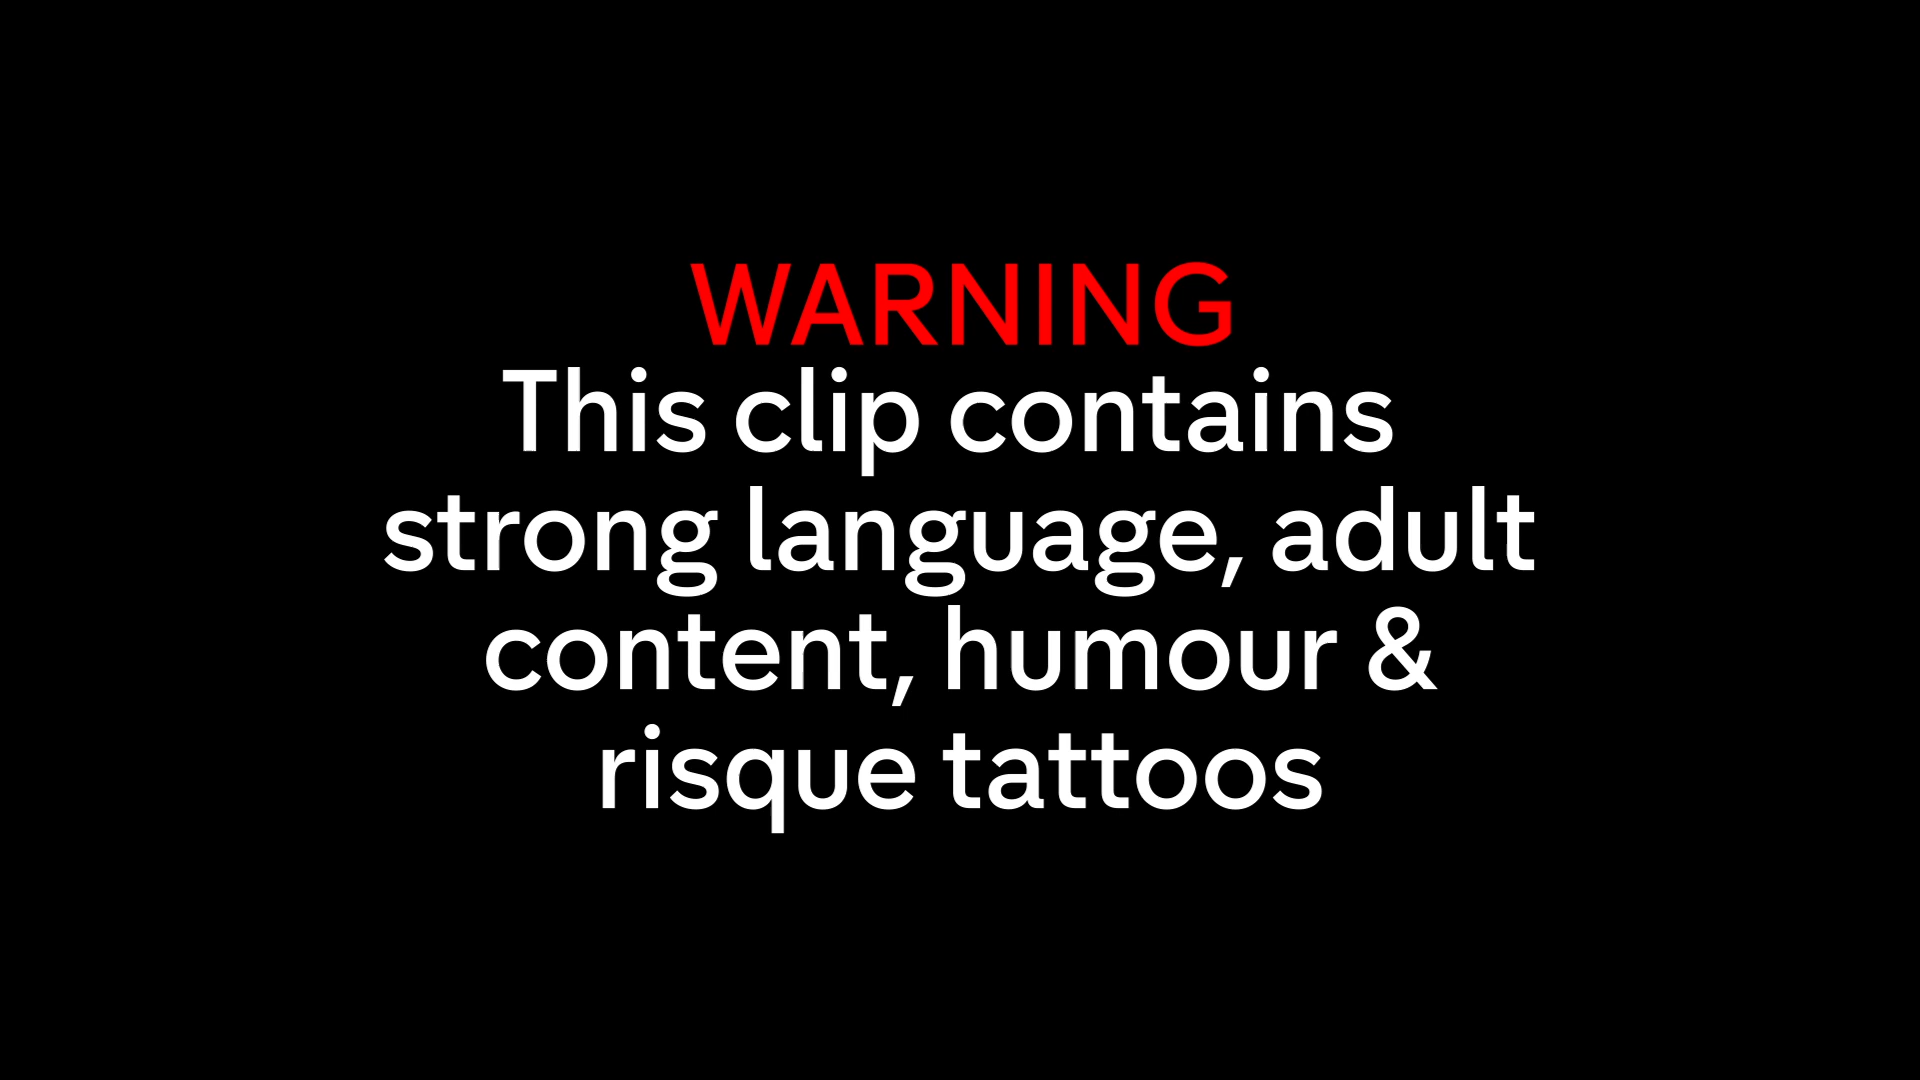 WARNING
This clip contains
strong language, adult
content, humour &
risque tattoos